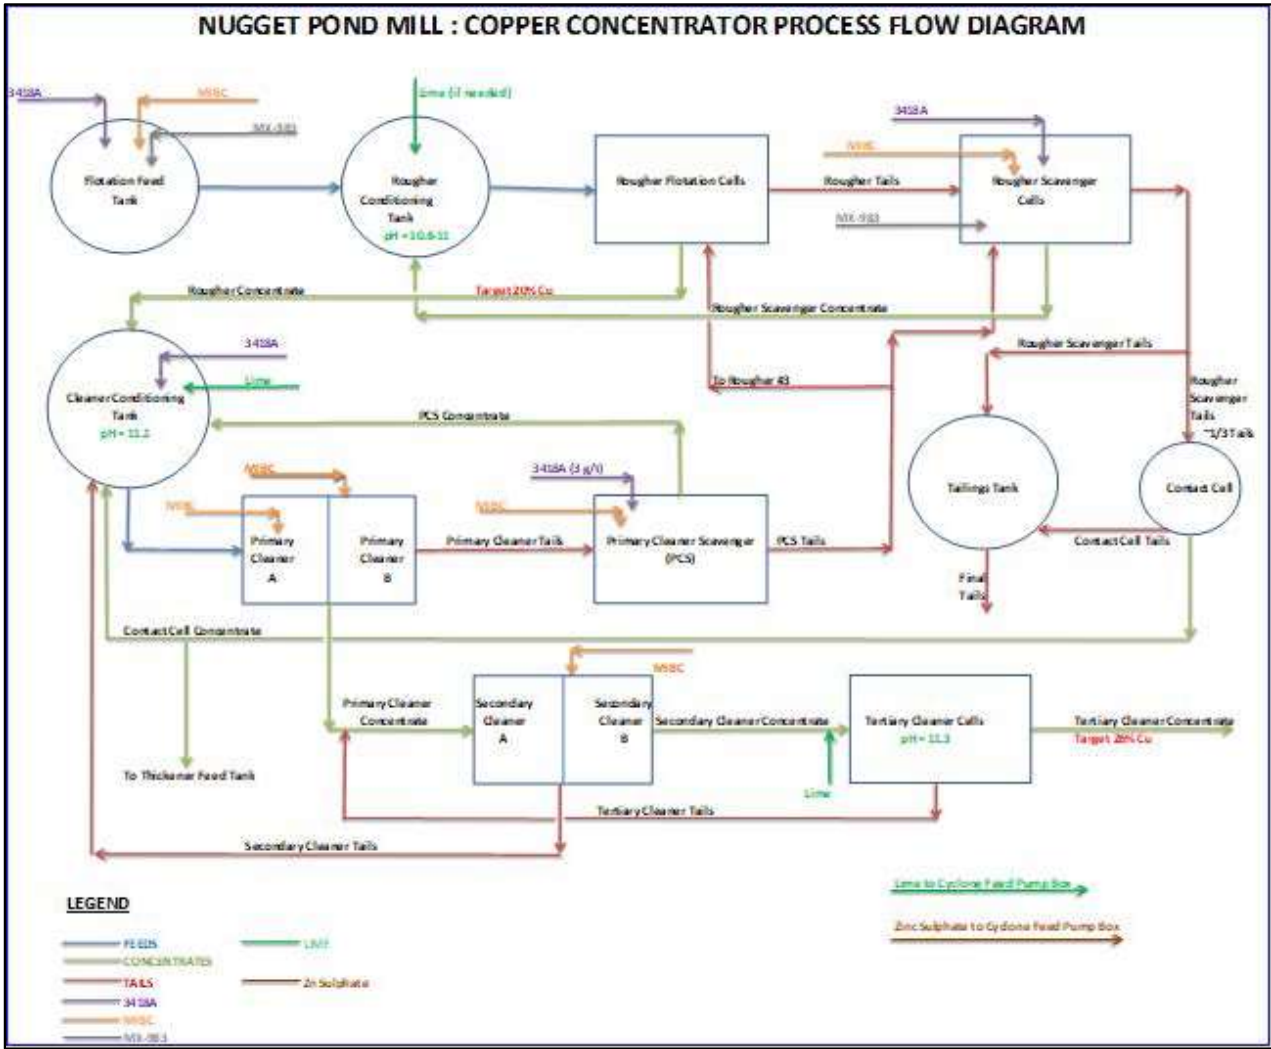 NUGGET POND MILL : COPPER CONCENTRATOR PROCESS FLOW DIAGRAM
3418A
MIBC
MX-983
Flotation Feed
Tank
Lime (if needed)
Rougher
Conditioning
Tank
pH = 10.6-11
Rougher Flotation Cells
Rougher Tails
3418A
MIBC
Rougher Scavenger
Cells
MX-983
Rougher Concentrate
Target 20% Cu
Rougher Scavenger Concentrate
Rougher Scavenger Tails
3418A
Lime
Cleaner Conditioning
Tank
pH = 11.2
To Rougher #3
Rougher
Scavenger
Tails
~1/3 Tails
PCS Concentrate
MIBC
3418A (3 g/t)
Tailings Tank
Contact Cell
MIBC
MIBC
Primary
Cleaner
A
Primary
Cleaner
B
Primary Cleaner Tails
Primary Cleaner Scavenger
(PCS)
PCS Tails
Contact Cell Tails
Final
Tails
Contact Cell Concentrate
MIBC
Primary Cleaner
Concentrate
Secondary
Cleaner
A
Secondary
Cleaner
B
Secondary Cleaner Concentrate
Tertiary Cleaner Cells
pH = 11.3
Tertiary Cleaner Concentrate
Target 28% Cu
To Thickener Feed Tank
Lime
Tertiary Cleaner Tails
Secondary Cleaner Tails
Lime to Cyclone Feed Pump Box
Zinc Sulphate to Cyclone Feed Pump Box
LEGEND
FEEDS
LIME
CONCENTRATES
TAILS
Zn Sulphate
3418A
MIBC
MX-983